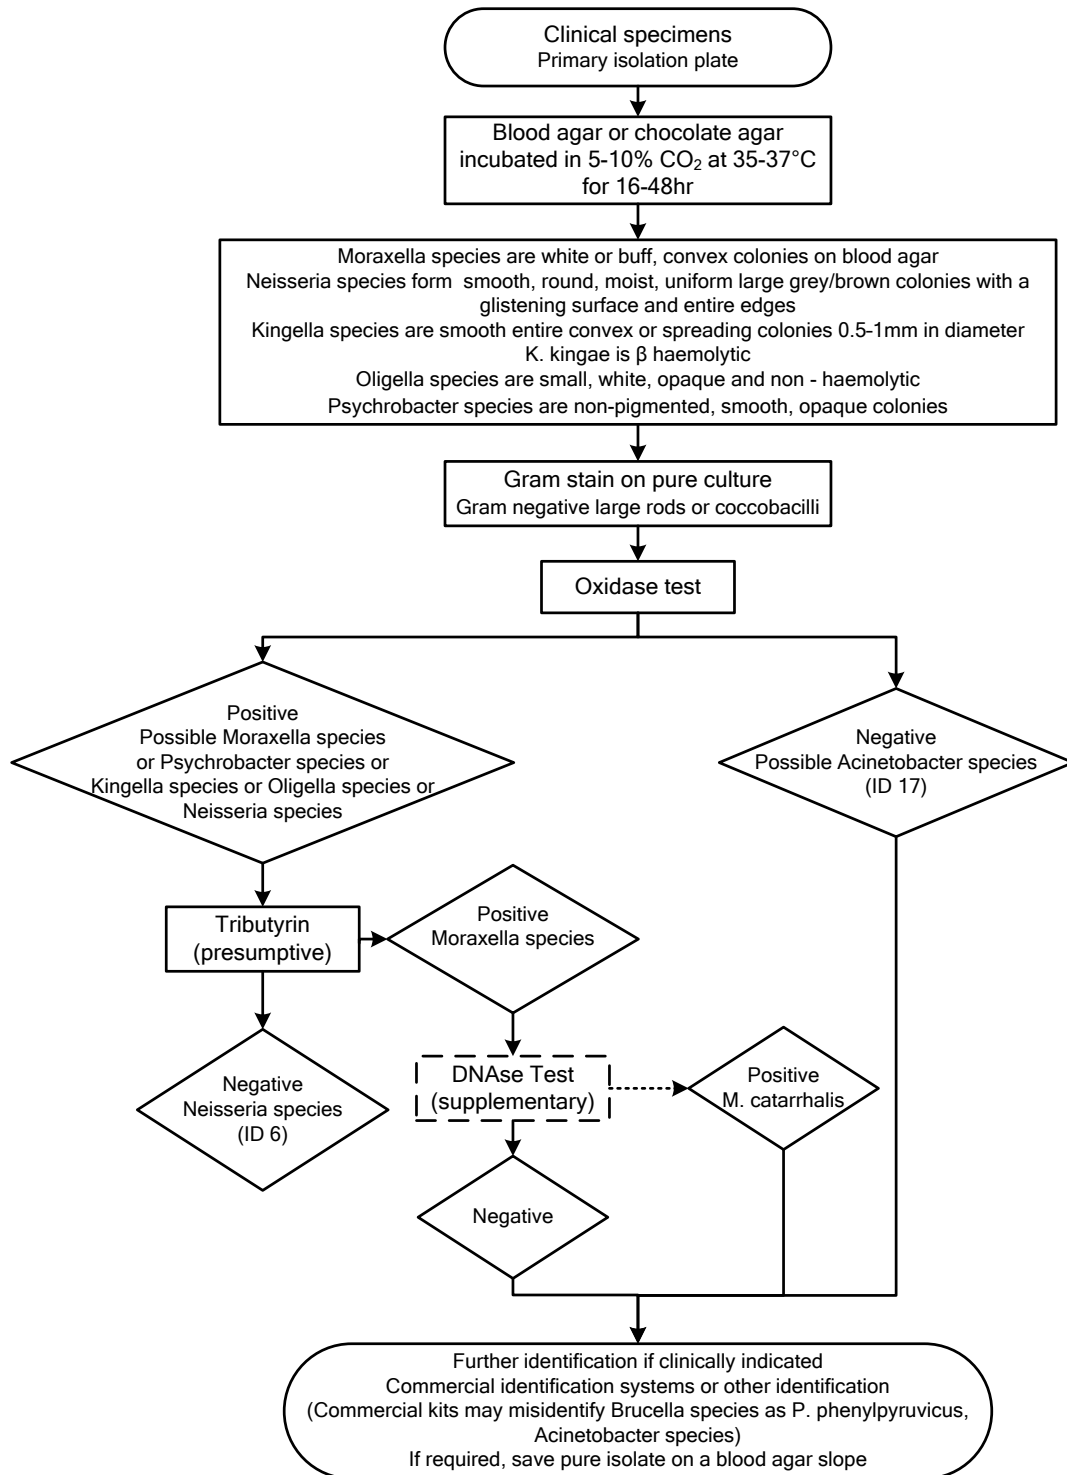 Clinical specimens
Primary isolation plate
Blood agar or chocolate agar
incubated in 5-10% CO₂ at 35-37°C
for 16-48hr
Moraxella species are white or buff, convex colonies on blood agar
Neisseria species form smooth, round, moist, uniform large grey/brown colonies with a
glistening surface and entire edges
Kingella species are smooth entire convex or spreading colonies 0.5-1mm in diameter
K. kingae is β haemolytic
Oligella species are small, white, opaque and non - haemolytic
Psychrobacter species are non-pigmented, smooth, opaque colonies
Gram stain on pure culture
Gram negative large rods or coccobacilli
Oxidase test
Positive
Possible Moraxella species
or Psychrobacter species or
Kingella species or Oligella species or
Neisseria species
Negative
Possible Acinetobacter species
(ID 17)
Tributyrin
(presumptive)
Positive
Moraxella species
Negative
Neisseria species
(ID 6)
DNAse Test
(supplementary)
Positive
M. catarrhalis
Negative
Further identification if clinically indicated
Commercial identification systems or other identification
(Commercial kits may misidentify Brucella species as P. phenylpyruvicus,
Acinetobacter species)
If required, save pure isolate on a blood agar slope